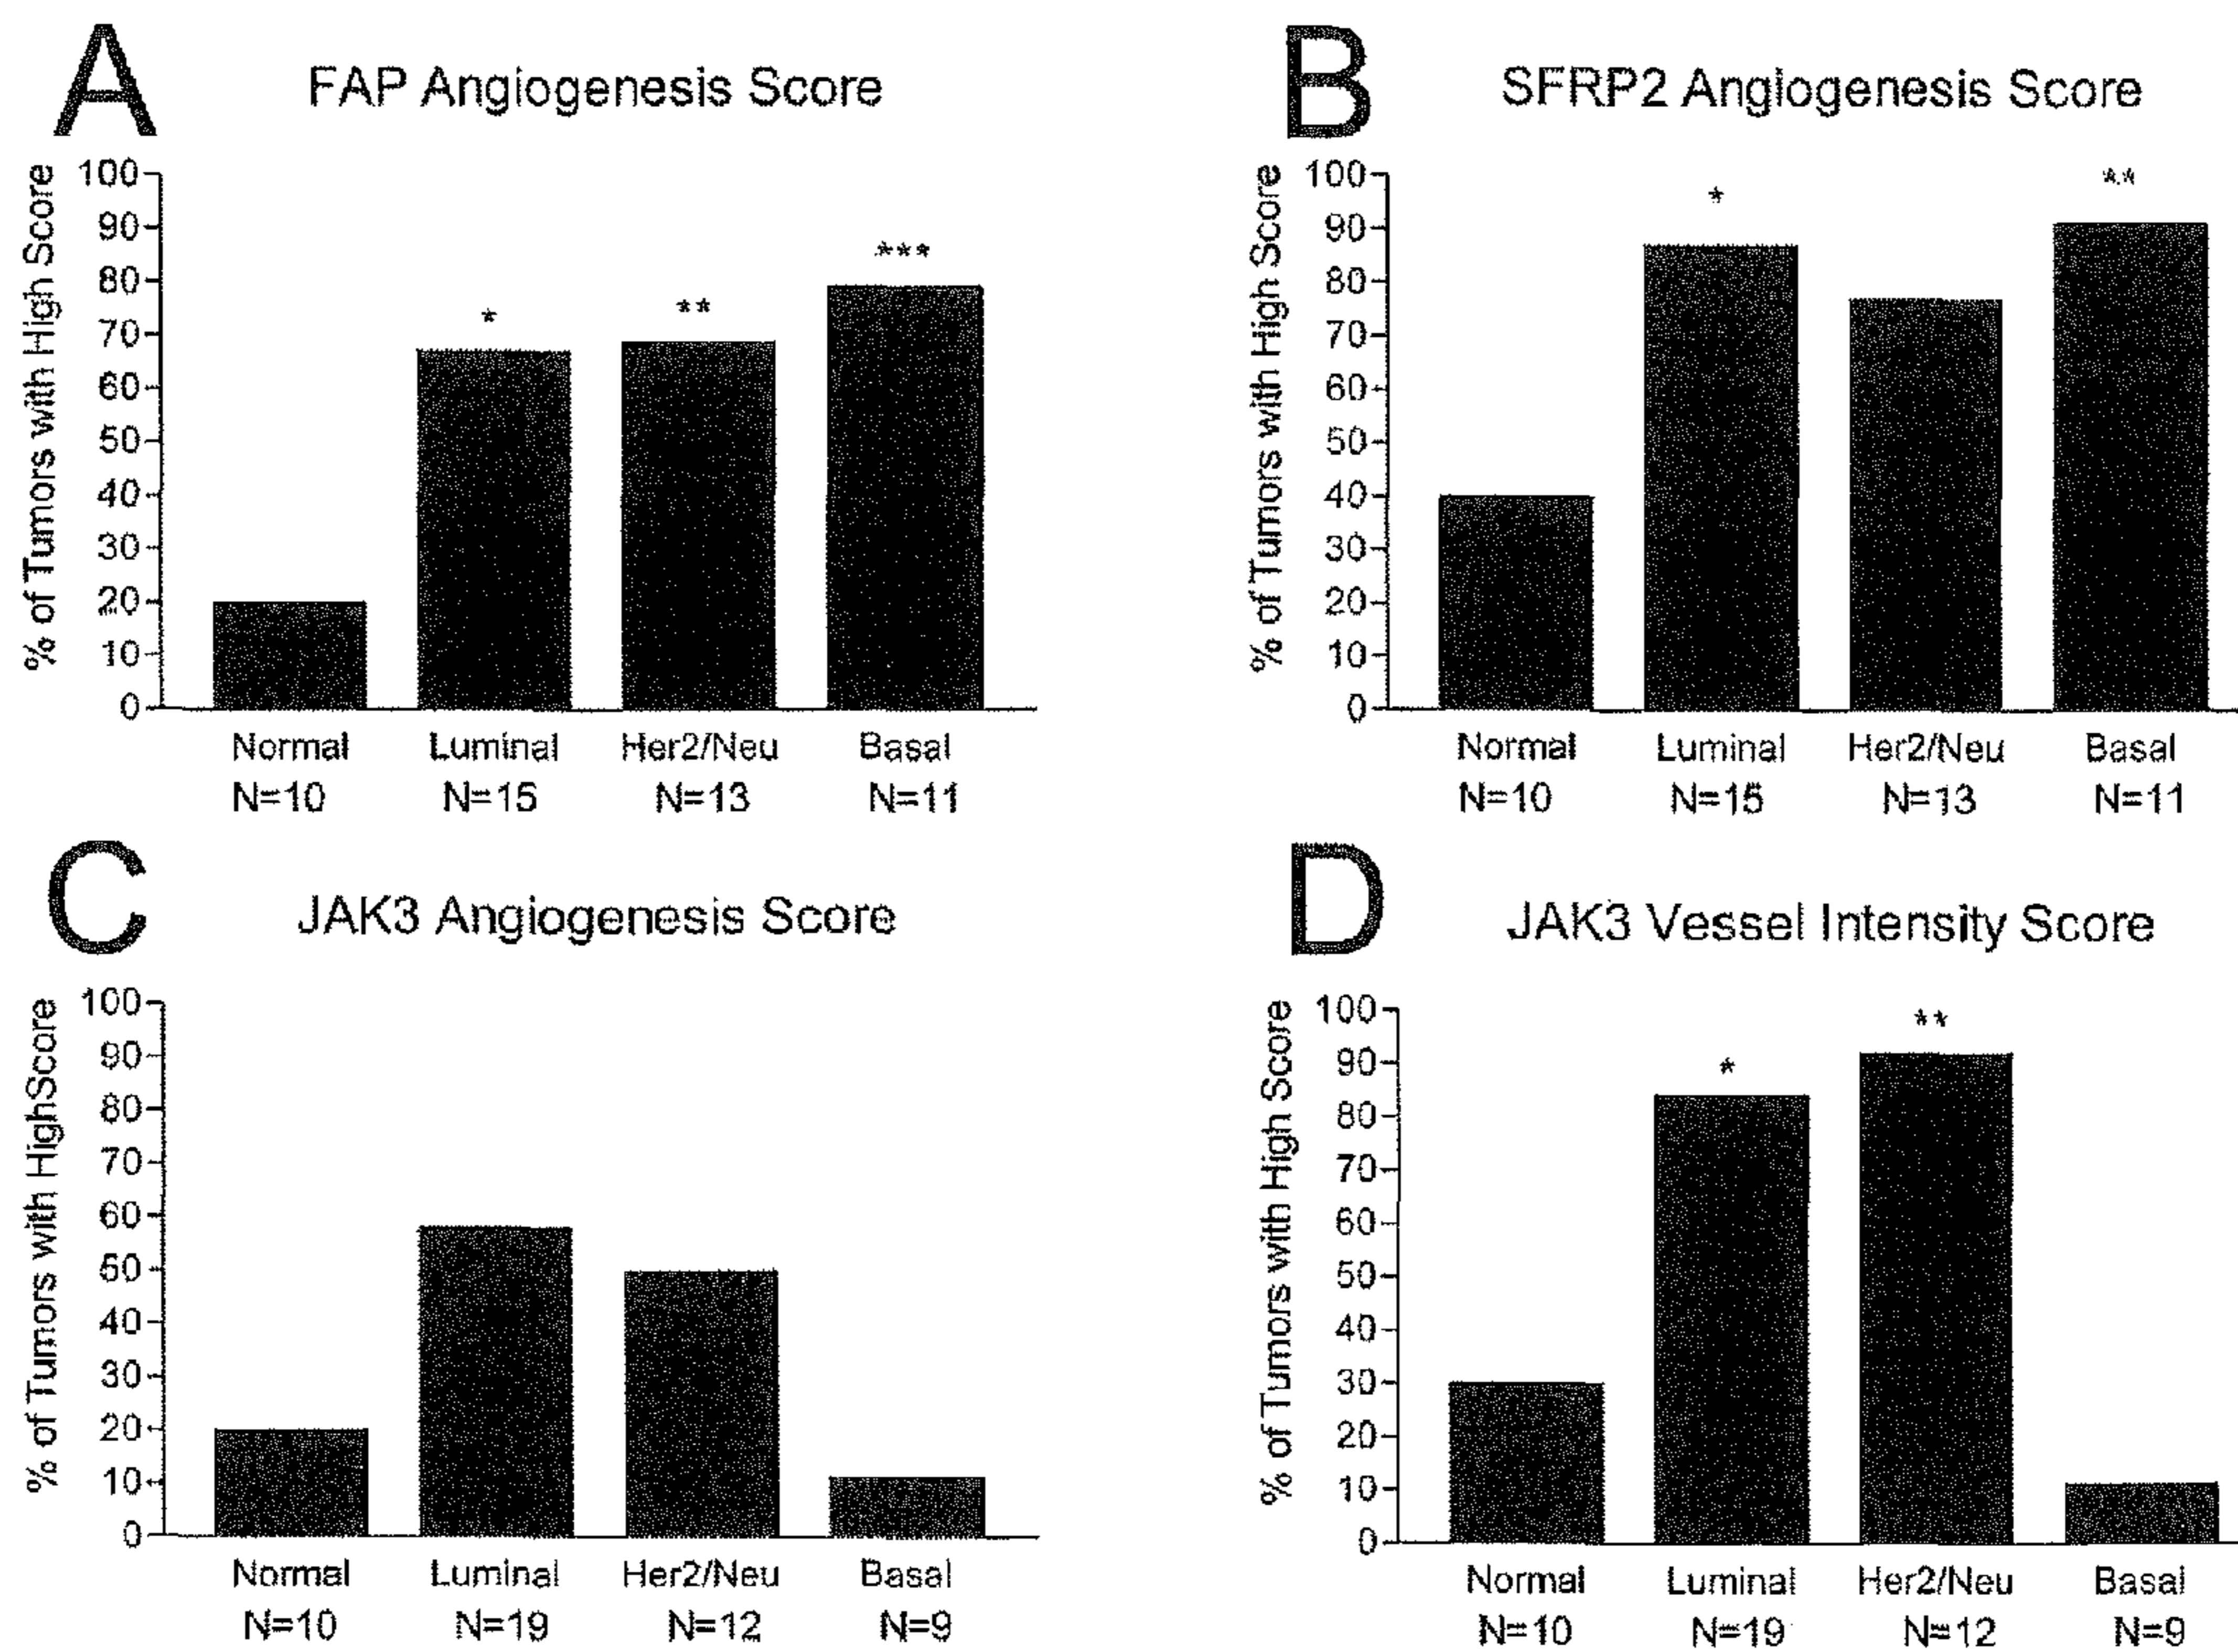 A
FAP Angiogenesis Score
% of Tumors with High Score
100
90
80
70
60
50
40
30
20
10
0
*
**
***
Normal Luminal Her2/Neu Basal
N=10 N=15 N=13 N=11
B
SFRP2 Angiogenesis Score
% of Tumors with High Score
100
90
80
70
60
50
40
30
20
10
0
*
**
Normal Luminal Her2/Neu Basal
N=10 N=15 N=13 N=11
C
JAK3 Angiogenesis Score
% of Tumors with HighScore
100
90
80
70
60
50
40
30
20
10
0
Normal Luminal Her2/Neu Basal
N=10 N=19 N=12 N=9
D
JAK3 Vessel Intensity Score
% of Tumors with High Score
100
90
80
70
60
50
40
30
20
10
0
*
**
Normal Luminal Her2/Neu Basal
N=10 N=19 N=12 N=9